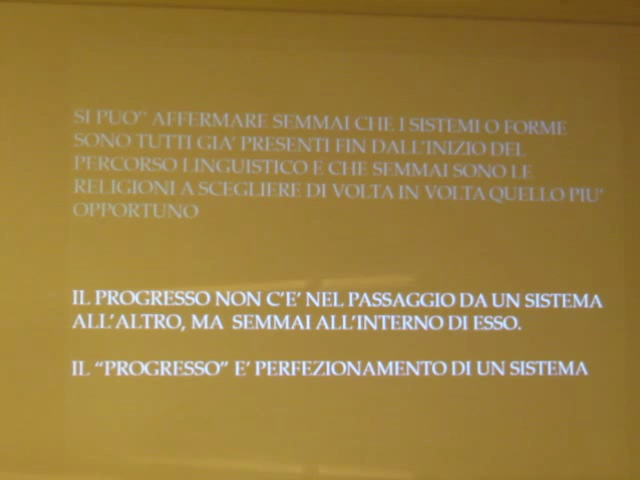 SI PUO'' AFFERMARE SEMMAI CHE I SISTEMI O FORME
SONO TUTTI GIA' PRESENTI FIN DALL'INIZIO DEL
PERCORSO LINGUISTICO E CHE SEMMAI SONO LE
RELIGIONI A SCEGLIERE DI VOLTA IN VOLTA QUELLO PIU'
OPPORTUNO
IL PROGRESSO NON C'E' NEL PASSAGGIO DA UN SISTEMA
ALL'ALTRO, MA SEMMAI ALL'INTERNO DI ESSO.
IL “PROGRESSO” E' PERFEZIONAMENTO DI UN SISTEMA